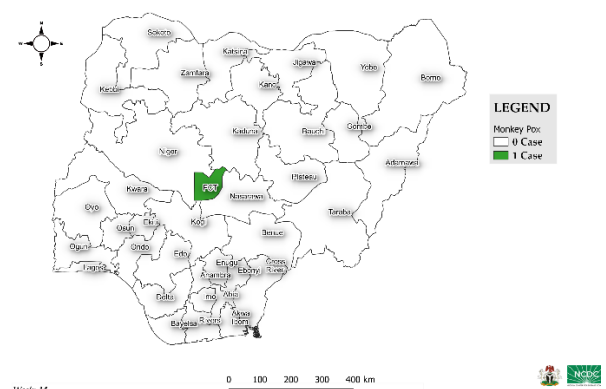 N
W
E
S
Sokoto
Katsina
Jigawa
Yobe
Borno
Zamfara
Kebbi
Kano
LEGEND
Monkey Pox
0 Case
1 Case
Kaduna
Bauchi
Gombe
Niger
Adamawa
FCT
Plateau
Kwara
Nasarawa
Oyo
Taraba
Kogi
Ekiti
Osun
Benue
Ogun
Ondo
Edo
Lagos
Enugu
Anambra
Ebonyi
Cross River
Delta
Imo
Abia
Bayelsa
Rivers
Akwa Ibom
0 100 200 300 400 km
NCDC